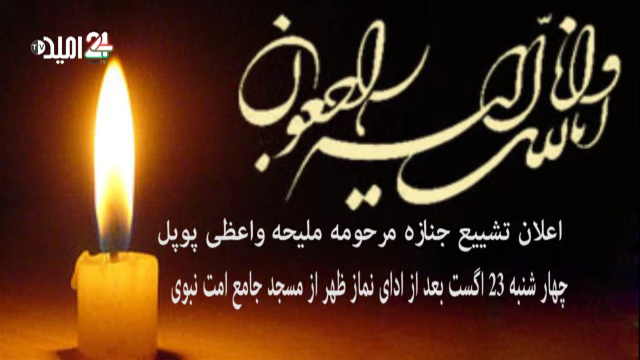 امید 24 TV
انا لله و انا الیه راجعون
اعلان تشییع جنازه مرحومه ملیحه واعظی پوپل
چهار شنبه 23 اگست بعد از ادای نماز ظهر از مسجد جامع امت نبوی